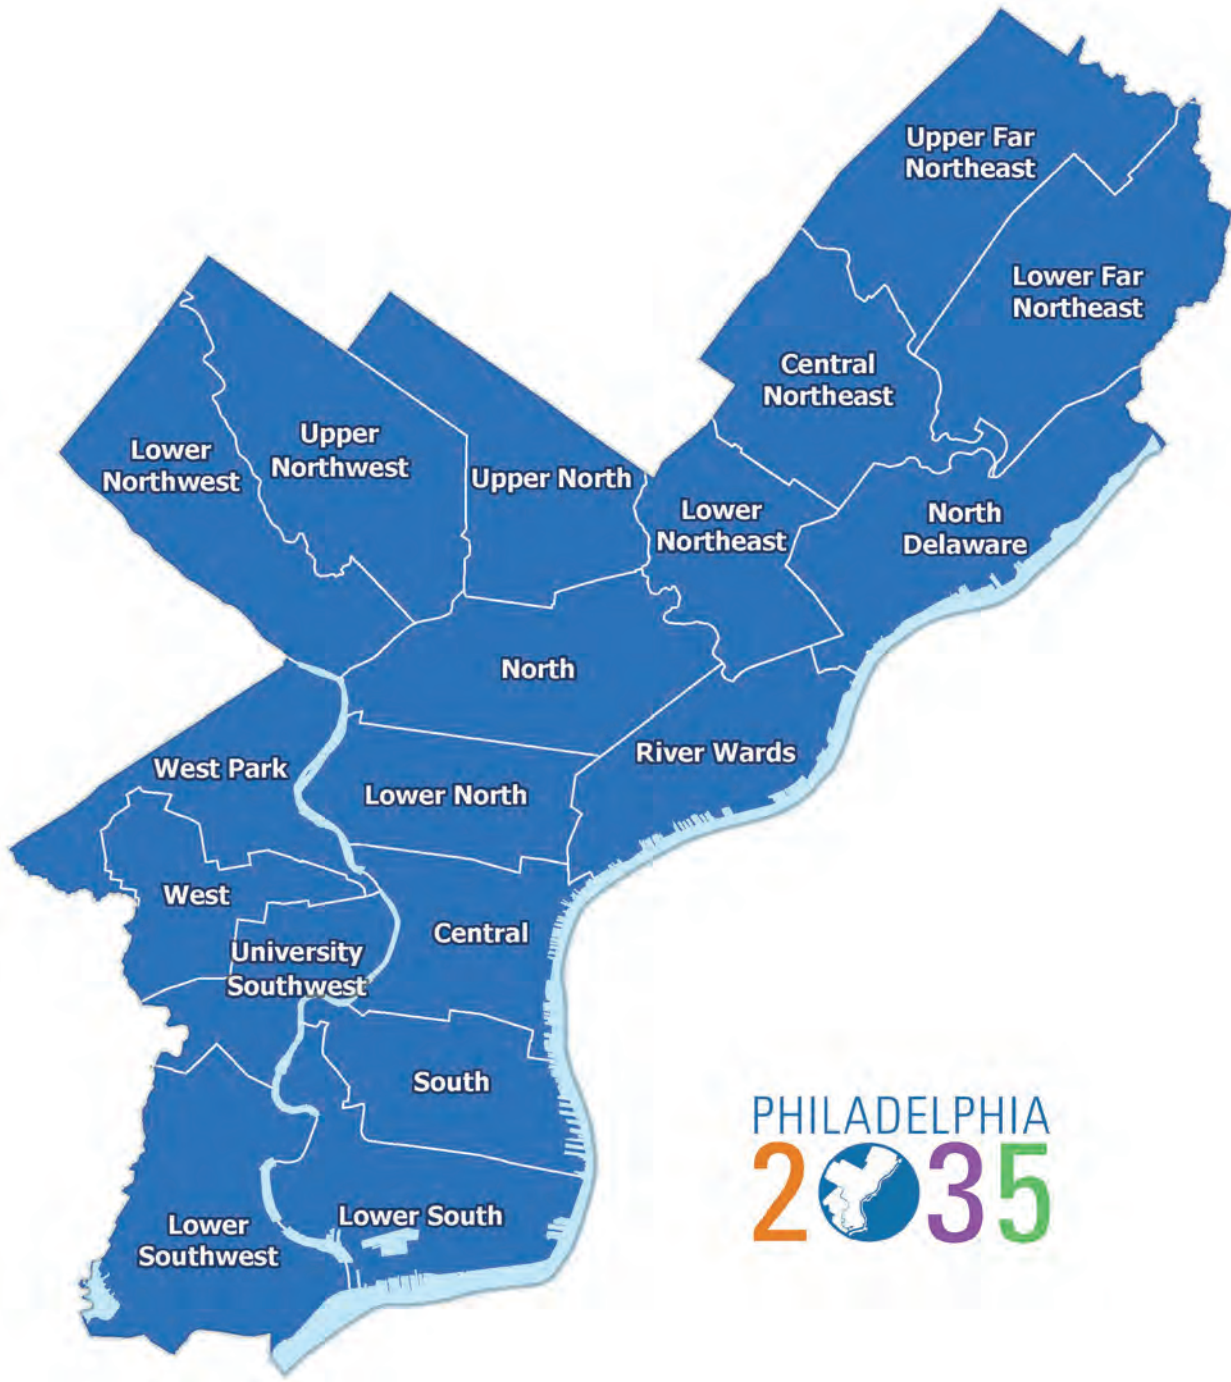 Upper Far
Northeast
Lower Far
Northeast
Central
Northeast
Upper
Northwest
Lower
Northwest
Upper North
Lower
Northeast
North
Delaware
North
River Wards
West Park
Lower North
West
Central
University
Southwest
South
Lower South
Lower
Southwest
PHILADELPHIA
2035